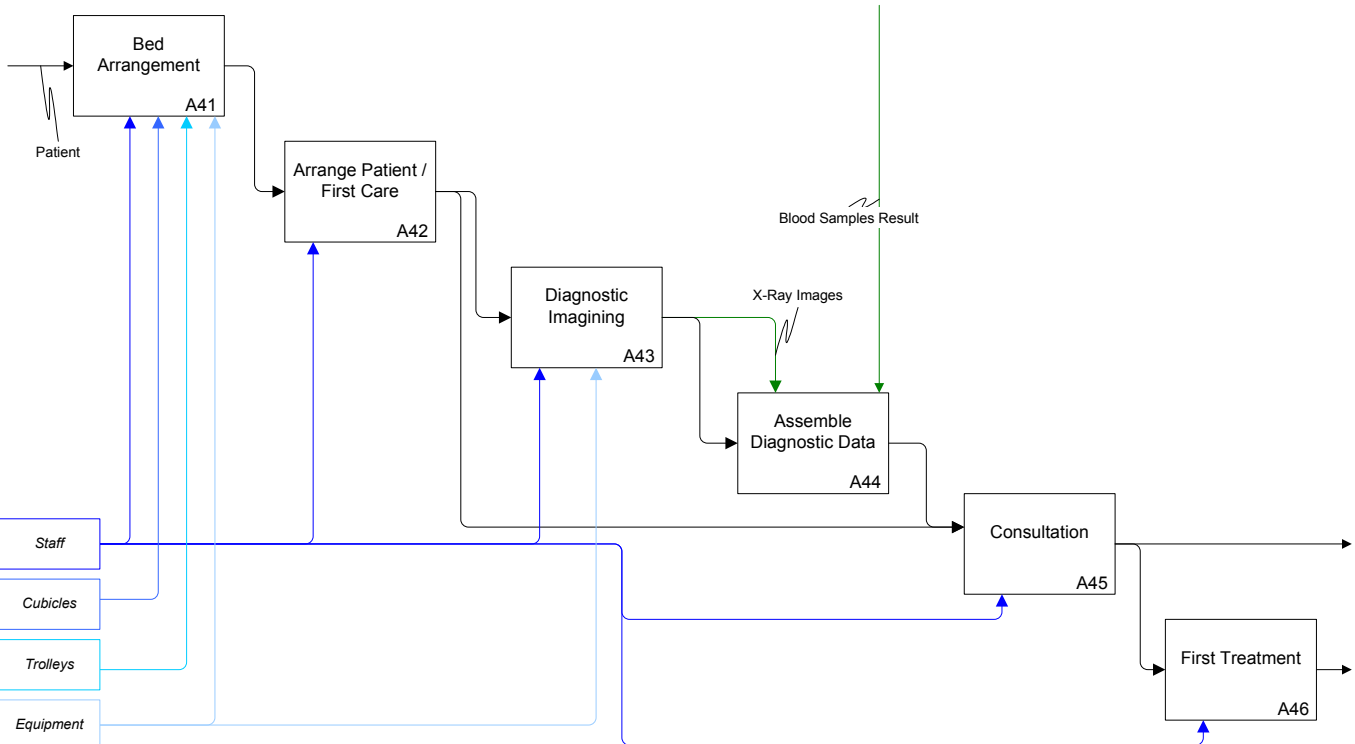 Bed
Arrangement
A41
Patient
Arrange Patient /
First Care
A42
Blood Samples Result
Diagnostic
Imagining
A43
X-Ray Images
Assemble
Diagnostic Data
A44
Consultation
A45
First Treatment
A46
Staff
Cubicles
Trolleys
Equipment